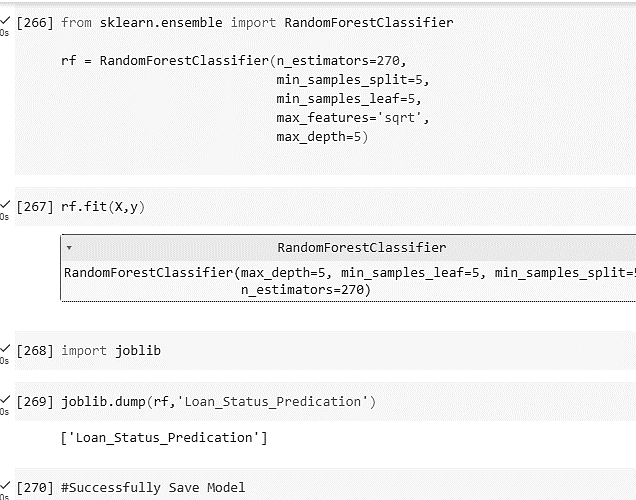 [266] from sklearn.ensemble import RandomForestClassifier
0s
rf = RandomForestClassifier(n_estimators=270,
min_samples_split=5,
min_samples_leaf=5,
max_features='sqrt',
max_depth=5)
[267] rf.fit(X,y)
0s
RandomForestClassifier
RandomForestClassifier(max_depth=5, min_samples_leaf=5, min_samples_split=5
n_estimators=270)
[268] import joblib
0s
[269] joblib.dump(rf,'Loan_Status_Predication')
0s
['Loan_Status_Predication']
[270] #Successfully Save Model
0s